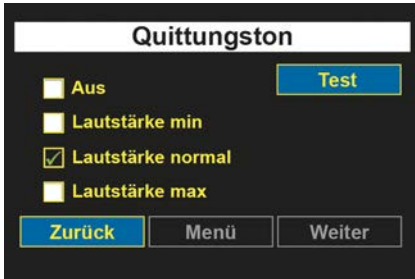 Quittungston
Aus
Test
Lautstärke min
Lautstärke normal
Lautstärke max
Zurück
Menü
Weiter